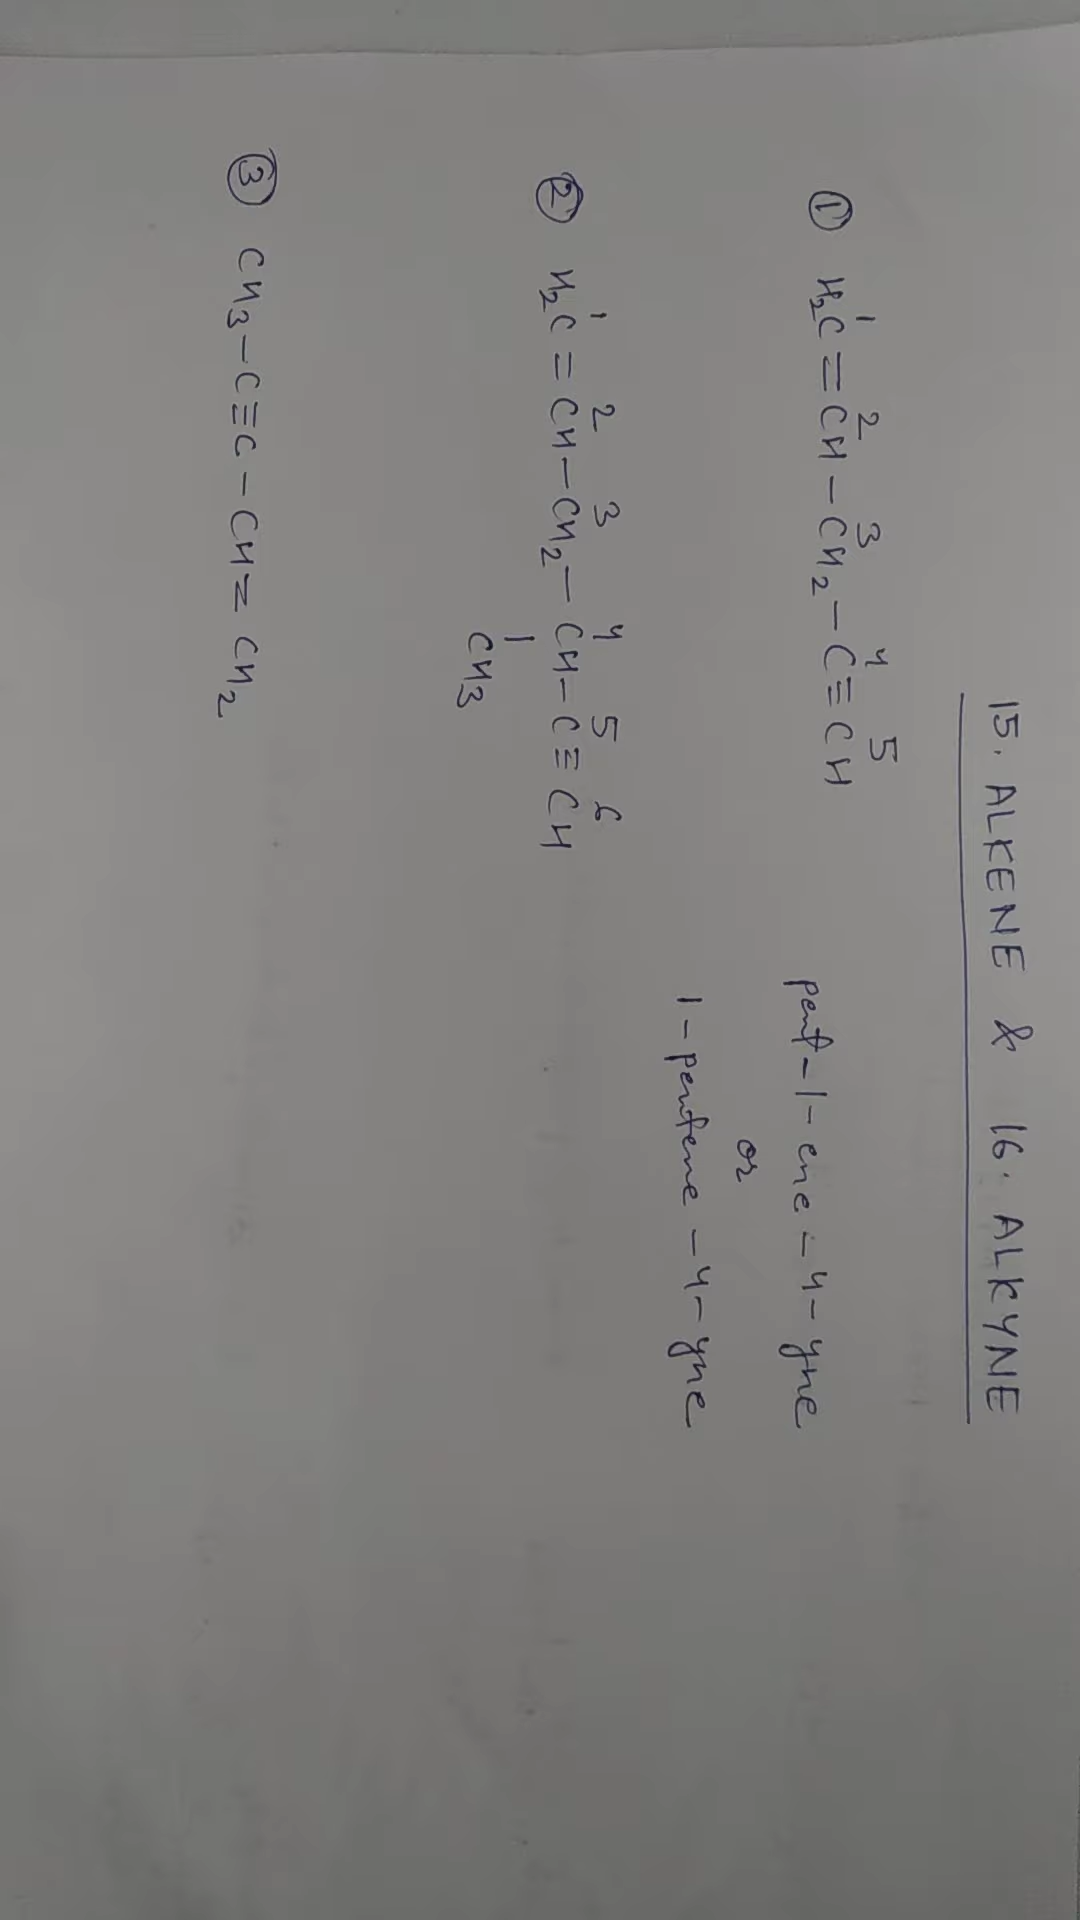 15. ALKENE & 16. ALKYNE
1 2 3 4 5
① H₂C=CH-CH₂-C≡CH
pent-1-ene-4-yne
or
1-pentene-4-yne
1 2 3 4 5 6
② H₂C=CH-CH₂-CH-C≡CH
|
CH₃
③ CH₃-C≡C-CH=CH₂